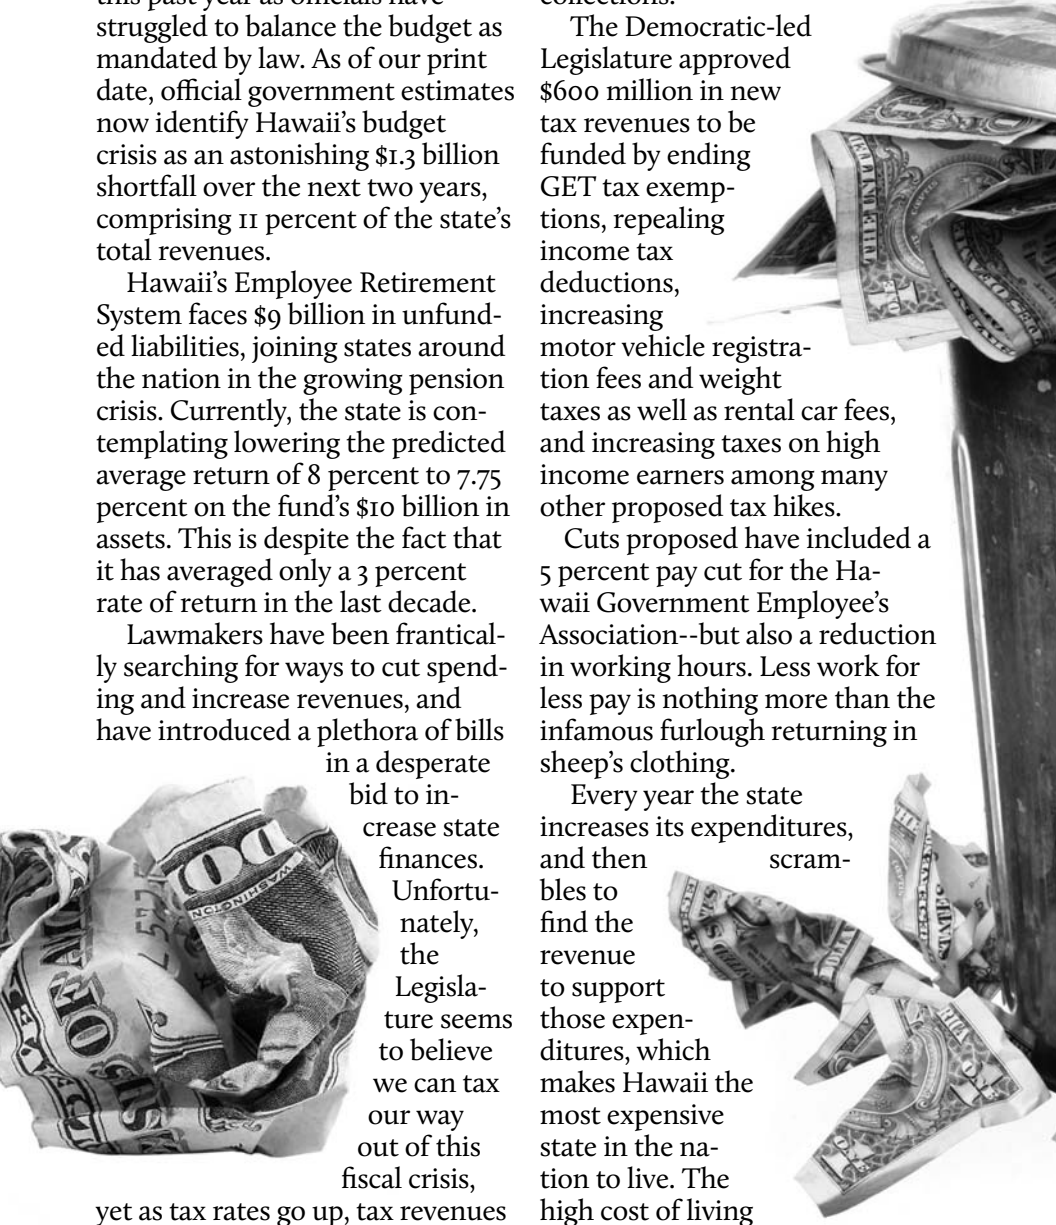 this past year as officials have
struggled to balance the budget as
mandated by law. As of our print
date, official government estimates
now identify Hawaii's budget
crisis as an astonishing $1.3 billion
shortfall over the next two years,
comprising 11 percent of the state's
total revenues.
Hawaii's Employee Retirement
System faces $9 billion in unfund-
ed liabilities, joining states around
the nation in the growing pension
crisis. Currently, the state is con-
templating lowering the predicted
average return of 8 percent to 7.75
percent on the fund's $10 billion in
assets. This is despite the fact that
it has averaged only a 3 percent
rate of return in the last decade.
Lawmakers have been frantical-
ly searching for ways to cut spend-
ing and increase revenues, and
have introduced a plethora of bills
in a desperate
bid to in-
crease state
finances.
Unfortu-
nately,
the
Legisla-
ture seems
to believe
we can tax
our way
out of this
fiscal crisis,
yet as tax rates go up, tax revenues
collections.
The Democratic-led
Legislature approved
$600 million in new
tax revenues to be
funded by ending
GET tax exemp-
tions, repealing
income tax
deductions,
increasing
motor vehicle registra-
tion fees and weight
taxes as well as rental car fees,
and increasing taxes on high
income earners among many
other proposed tax hikes.
Cuts proposed have included a
5 percent pay cut for the Ha-
waii Government Employee's
Association--but also a reduction
in working hours. Less work for
less pay is nothing more than the
infamous furlough returning in
sheep's clothing.
Every year the state
increases its expenditures,
and then scram-
bles to
find the
revenue
to support
those expen-
ditures, which
makes Hawaii the
most expensive
state in the na-
tion to live. The
high cost of living
WASHINGTON
ONE
ONE
ONE